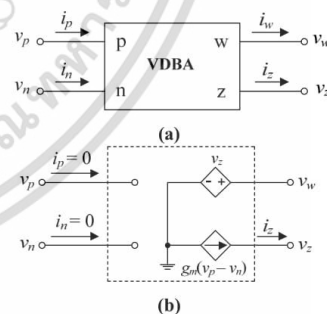 i_p i_w
v_p p w v_w
VDBA
i_n i_z
v_n n z v_z
(a)
i_p = 0 v_z
v_p - + v_w
i_n = 0 i_z
v_n v_z
g_m(v_p – v_n)
(b)